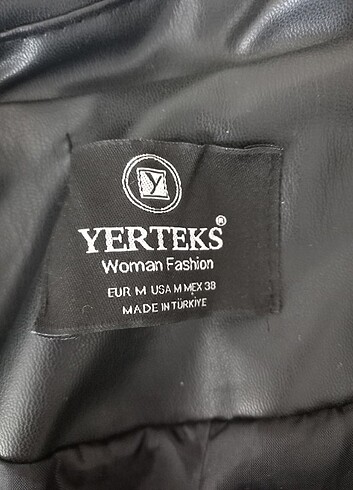 Y
YERTEKS®
Woman Fashion
EUR M USA M MEX 38
MADE IN TÜRKİYE